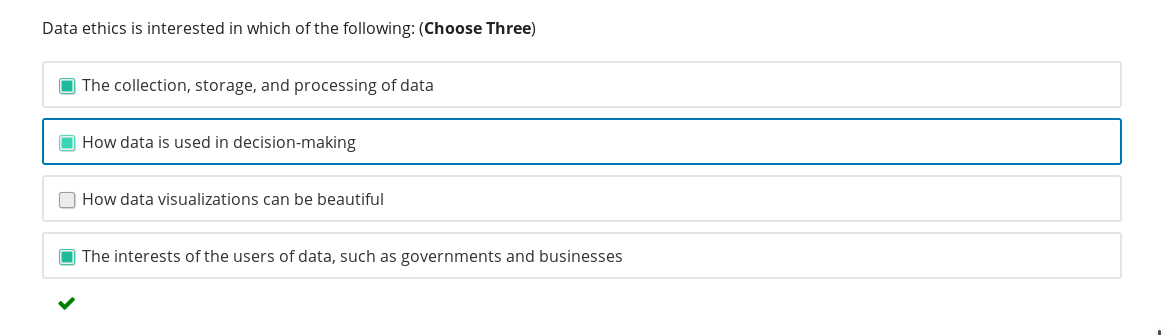 Data ethics is interested in which of the following: (Choose Three)
The collection, storage, and processing of data
How data is used in decision-making
How data visualizations can be beautiful
The interests of the users of data, such as governments and businesses